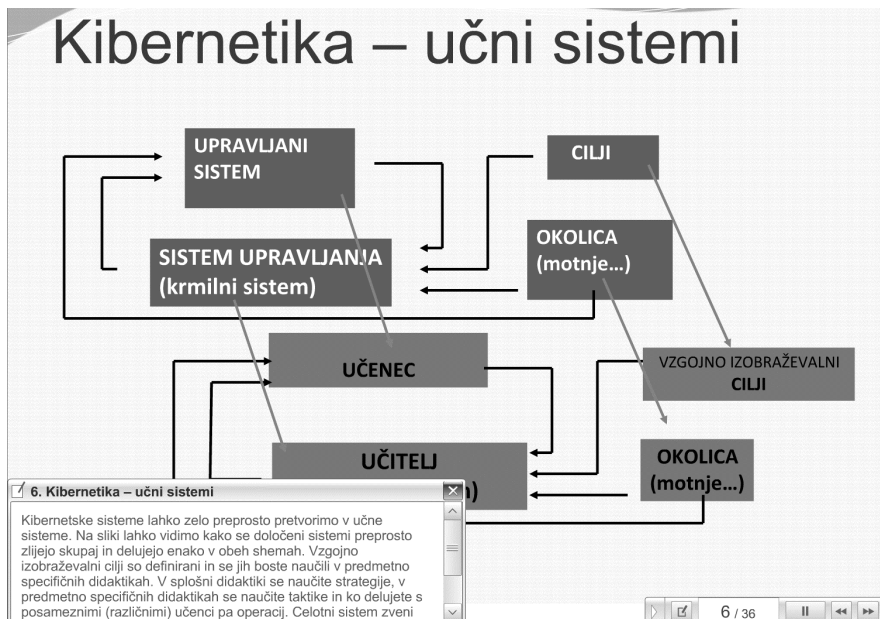 Kibernetika – učni sistemi
UPRAVLJANI
SISTEM
CILJI
SISTEM UPRAVLJANJA
(krmilni sistem)
OKOLICA
(motnje...)
UČENEC
VZGOJNO IZOBRAŽEVALNI
CILJI
UČITELJ
OKOLICA
(motnje...)
6. Kibernetika – učni sistemi
Kibernetske sisteme lahko zelo preprosto pretvorimo v učne
sisteme. Na sliki lahko vidimo kako se določeni sistemi preprosto
zlijejo skupaj in delujejo enako v obeh shemah. Vzgojno
izobraževalni cilji so definirani in se jih boste naučili v predmetno
specifičnih didaktikah. V splošni didaktiki se naučite strategije, v
predmetno specifičnih didaktikah se naučite taktike in ko delujete s
posameznimi (različnimi) učenci pa operacij. Celotni sistem zveni
6 / 36